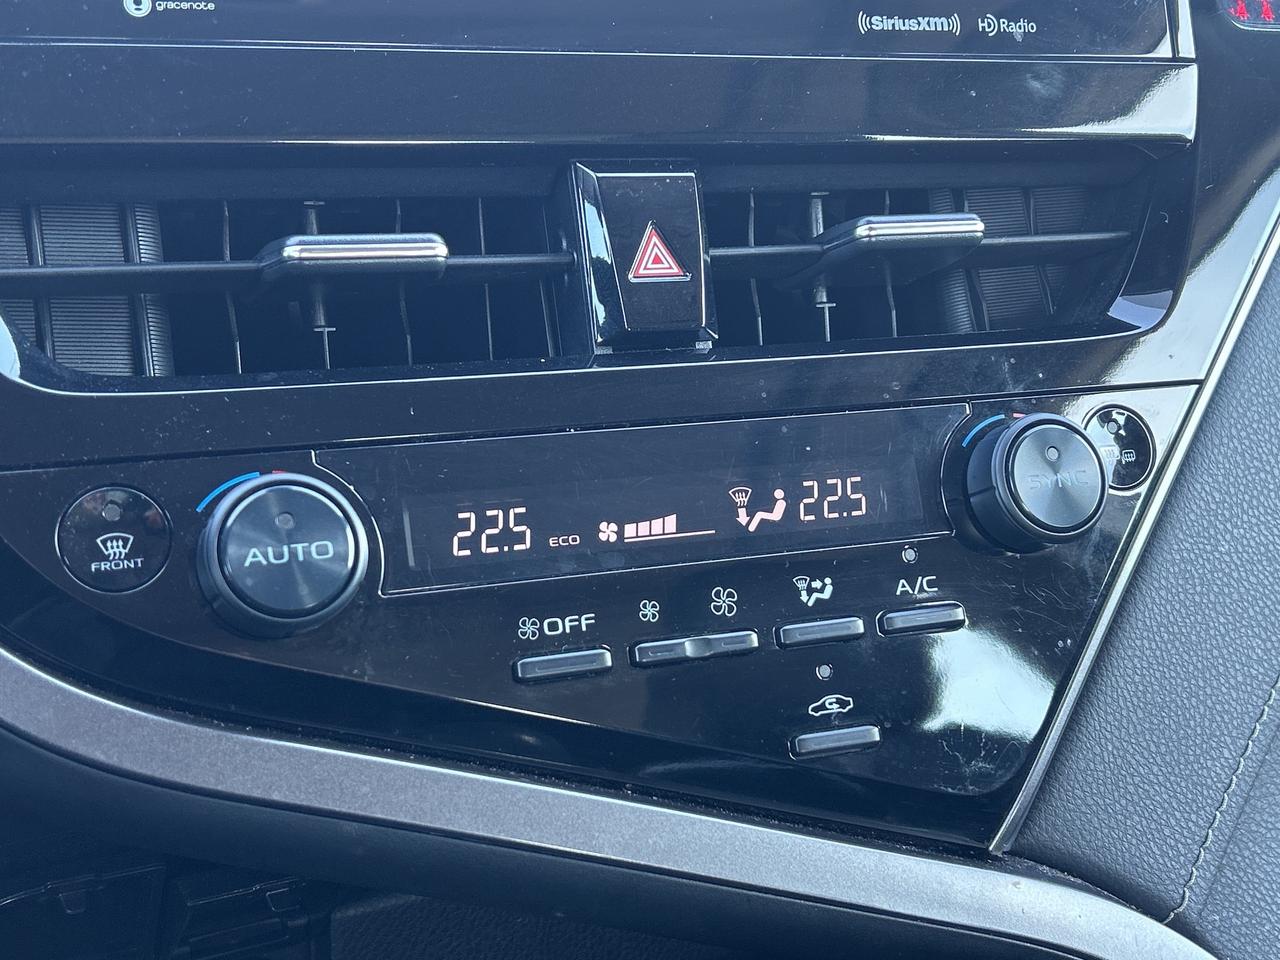 gracenote
SiriusXM
HD Radio
FRONT
AUTO
22.5 ECO 22.5
SYNC
OFF
A/C